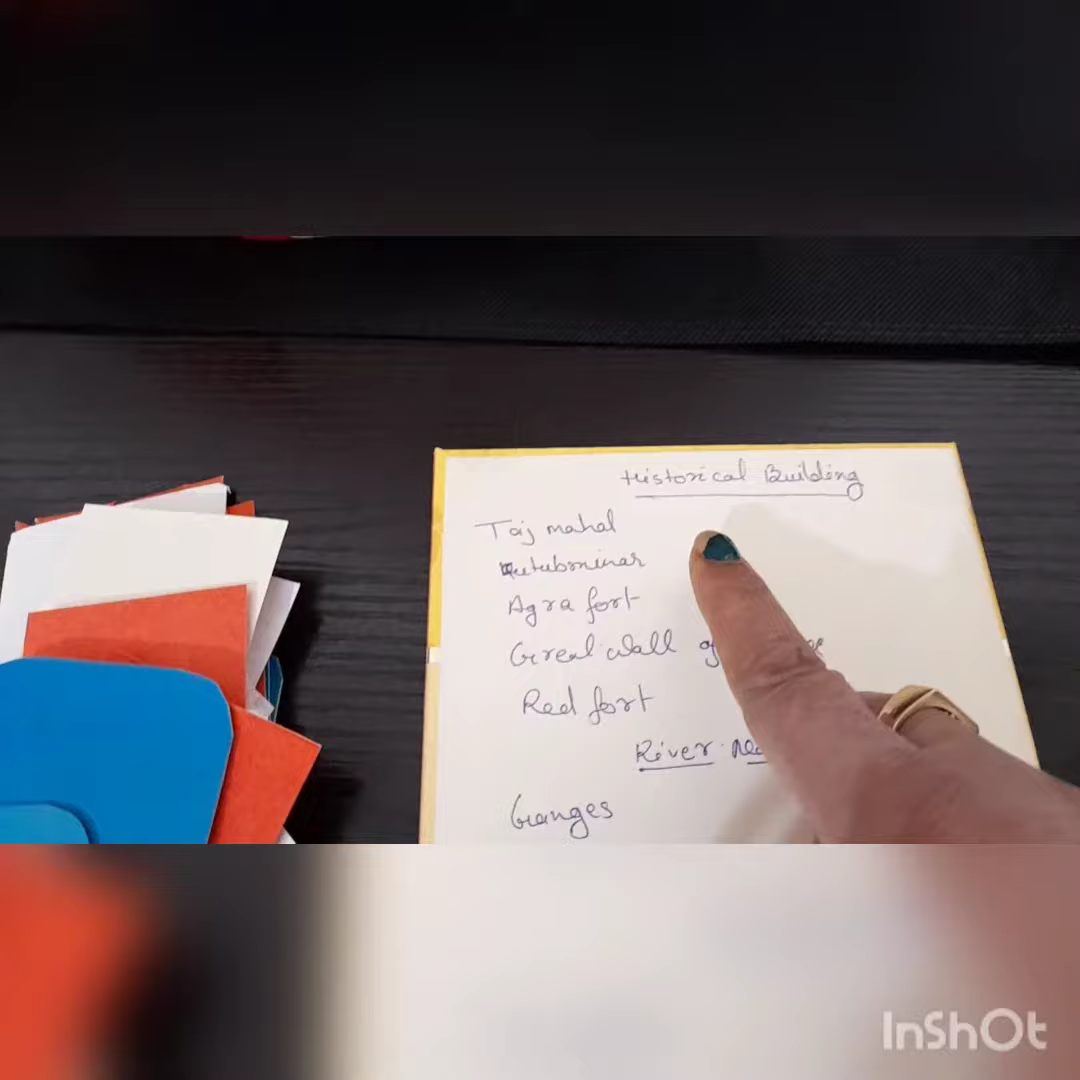 Historical Building
Taj mahal
Qutubminar
Agra fort
Great wall
Red fort
River
Ganges
InShOt